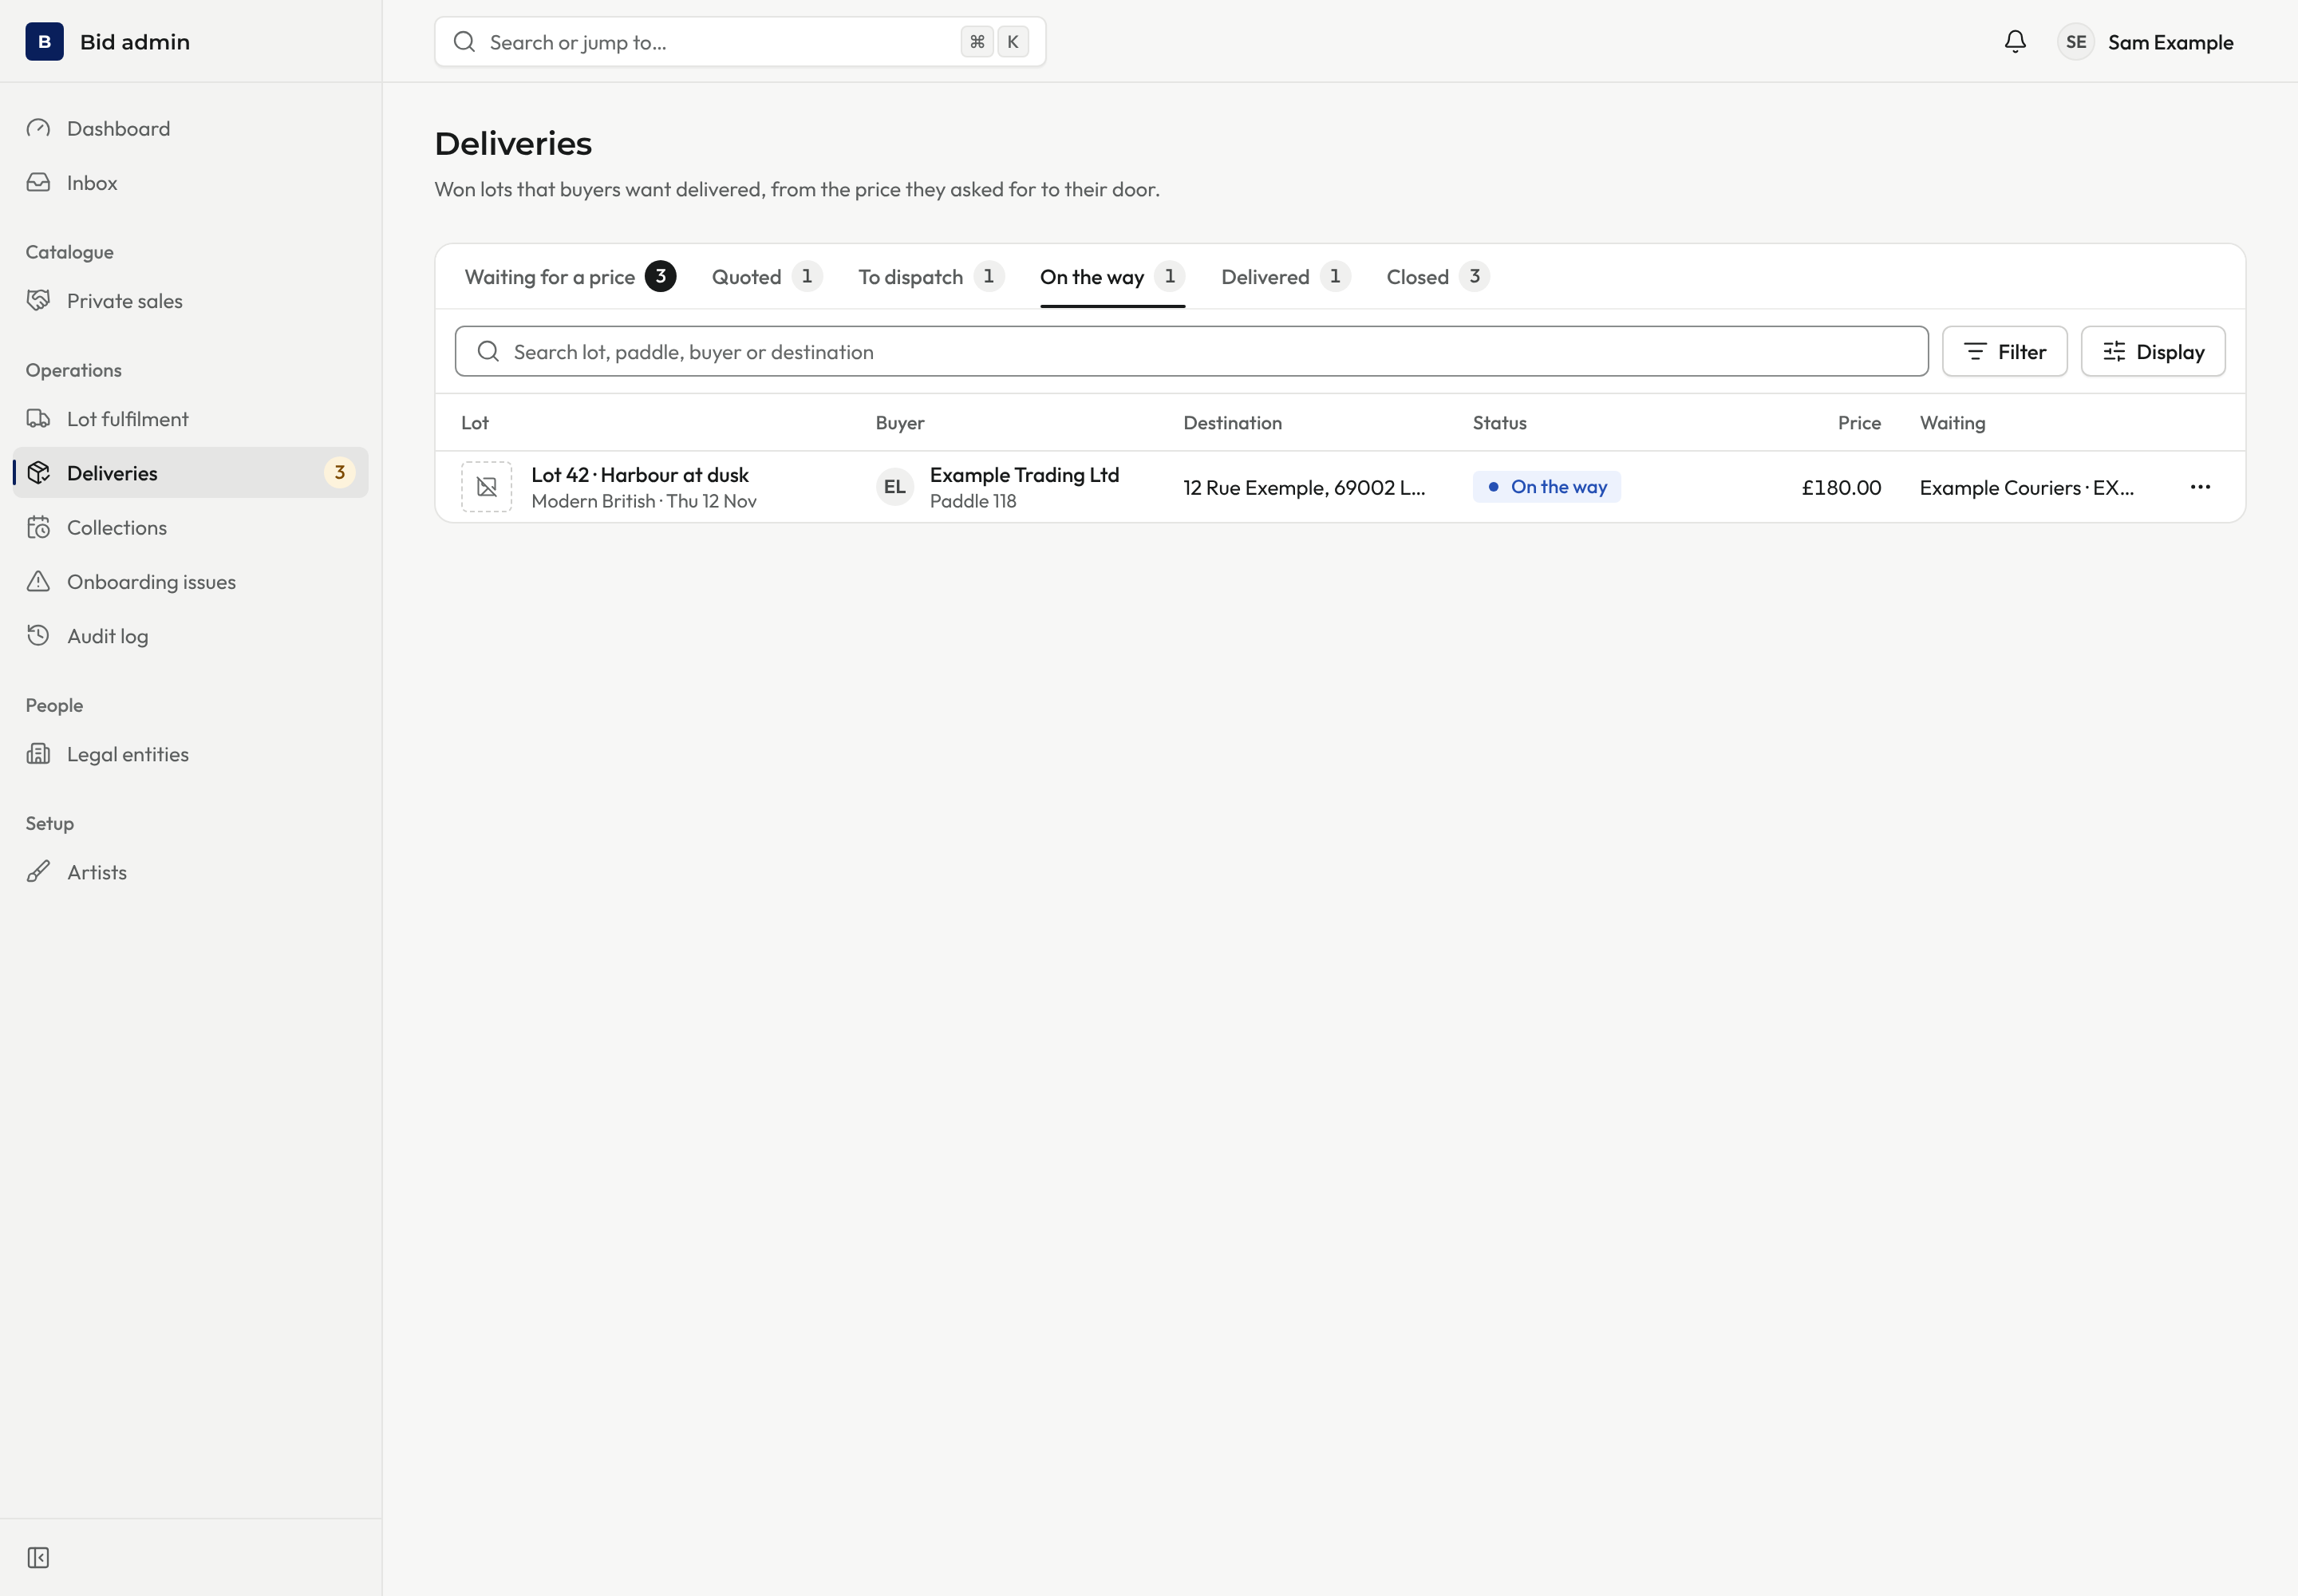 B Bid admin
Search or jump to... ⌘ K
SE Sam Example
Dashboard
Inbox
Catalogue
Private sales
Operations
Lot fulfilment
Deliveries 3
Collections
Onboarding issues
Audit log
People
Legal entities
Setup
Artists
Deliveries
Won lots that buyers want delivered, from the price they asked for to their door.
Waiting for a price 3 Quoted 1 To dispatch 1 On the way 1 Delivered 1 Closed 3
Search lot, paddle, buyer or destination Filter Display
Lot Buyer Destination Status Price Waiting
Lot 42 · Harbour at dusk
Modern British · Thu 12 Nov
EL Example Trading Ltd
Paddle 118
12 Rue Exemple, 69002 L...
On the way
£180.00
Example Couriers · EX...